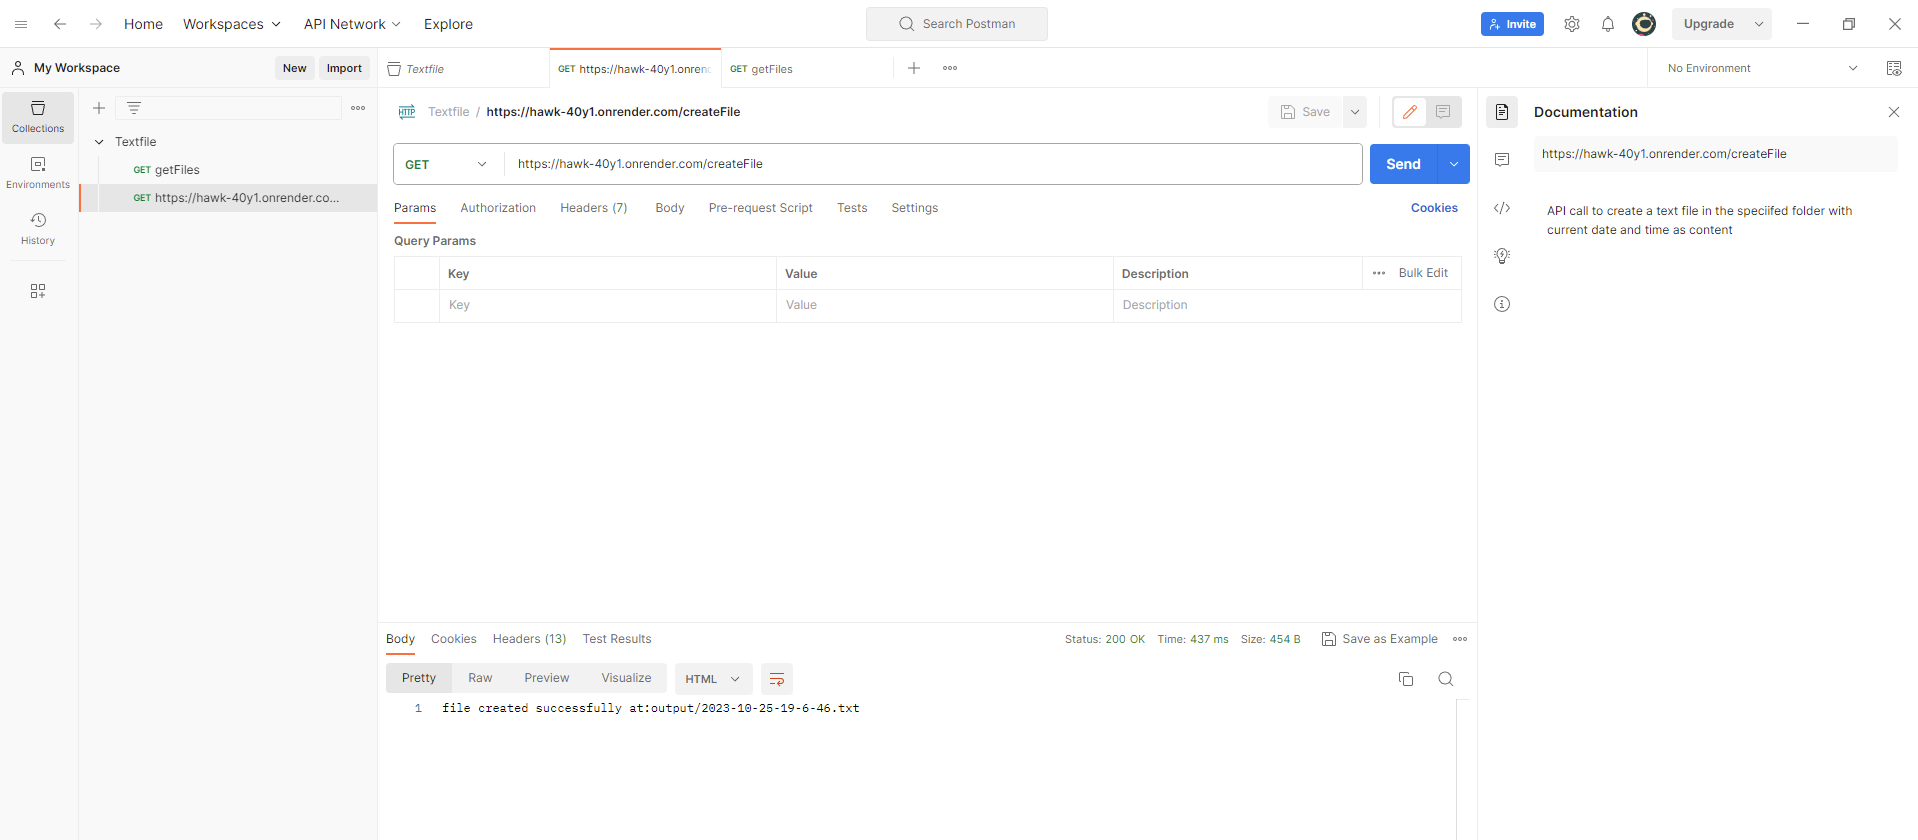 Home Workspaces API Network Explore Search Postman Invite Upgrade
My Workspace New Import Textfile GET https://hawk-40y1.onrenc GET getFiles No Environment
Collections
Environments
History
Textfile
GET getFiles
GET https://hawk-40y1.onrender.co...
HTTP Textfile / https://hawk-40y1.onrender.com/createFile Save
GET https://hawk-40y1.onrender.com/createFile Send
Params Authorization Headers (7) Body Pre-request Script Tests Settings Cookies
Query Params
Key Value Description Bulk Edit
Key Value Description
Body Cookies Headers (13) Test Results Status: 200 OK Time: 437 ms Size: 454 B Save as Example
Pretty Raw Preview Visualize HTML
1 file created successfully at:output/2023-10-25-19-6-46.txt
Documentation
https://hawk-40y1.onrender.com/createFile
API call to create a text file in the speciifed folder with
current date and time as content